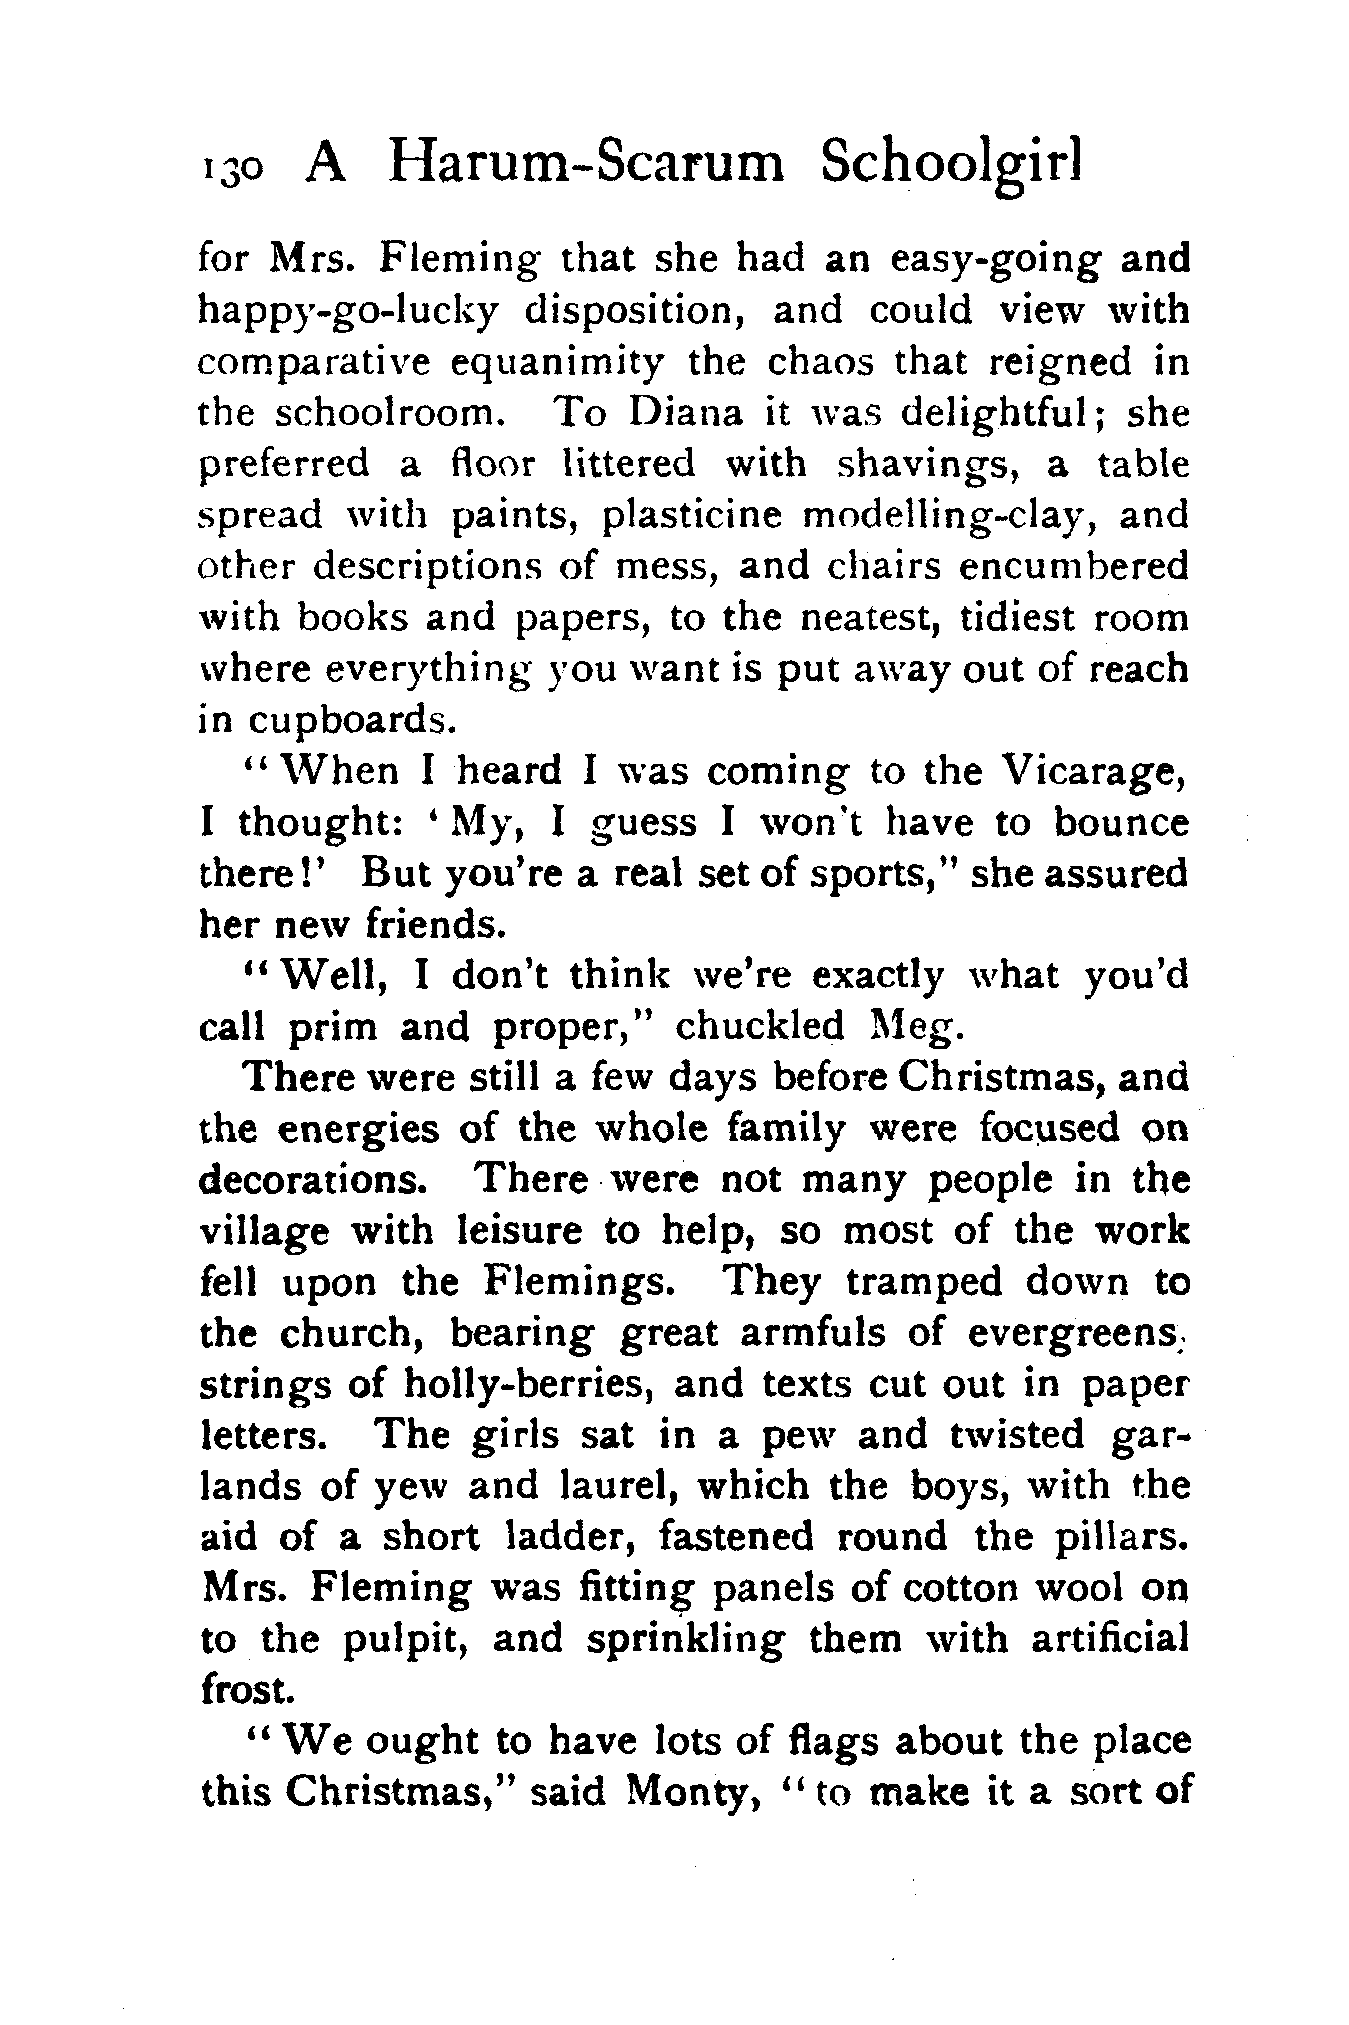 130 A Harum-Scarum Schoolgirl
for Mrs. Fleming that she had an easy-going and
happy-go-lucky disposition, and could view with
comparative equanimity the chaos that reigned in
the schoolroom. To Diana it was delightful; she
preferred a floor littered with shavings, a table
spread with paints, plasticine modelling-clay, and
other descriptions of mess, and chairs encumbered
with books and papers, to the neatest, tidiest room
where everything you want is put away out of reach
in cupboards.
"When I heard I was coming to the Vicarage,
I thought: 'My, I guess I won't have to bounce
there!' But you're a real set of sports," she assured
her new friends.
"Well, I don't think we're exactly what you'd
call prim and proper," chuckled Meg.
There were still a few days before Christmas, and
the energies of the whole family were focused on
decorations. There were not many people in the
village with leisure to help, so most of the work
fell upon the Flemings. They tramped down to
the church, bearing great armfuls of evergreens,
strings of holly-berries, and texts cut out in paper
letters. The girls sat in a pew and twisted gar-
lands of yew and laurel, which the boys, with the
aid of a short ladder, fastened round the pillars.
Mrs. Fleming was fitting panels of cotton wool on
to the pulpit, and sprinkling them with artificial
frost.
"We ought to have lots of flags about the place
this Christmas," said Monty, "to make it a sort of